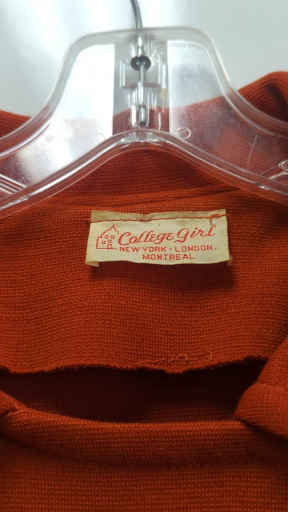 College Girl
NEW YORK · LONDON.
MONTREAL